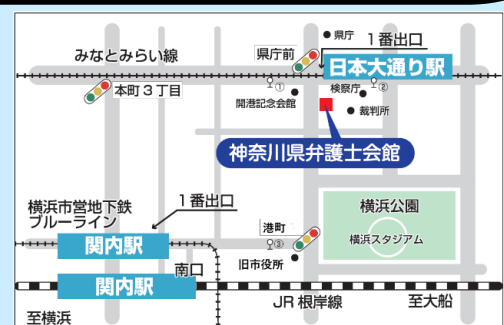 県庁
1番出口
みなとみらい線
県庁前
日本大通り駅
本町3丁目
①
開港記念会館
検察庁
②
裁判所
神奈川県弁護士会館
横浜市営地下鉄
ブルーライン
1番出口
関内駅
港町
③
旧市役所
横浜公園
横浜スタジアム
南口
関内駅
JR根岸線
至大船
至横浜